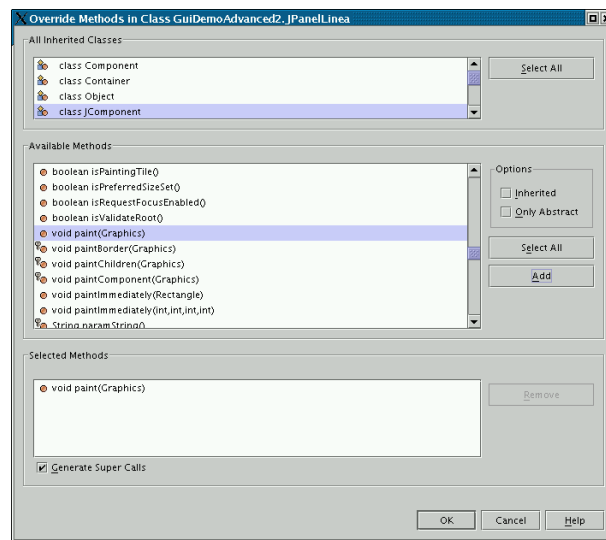 Override Methods in Class GuiDemoAdvanced2.JPanelLinea
All Inherited Classes
class Component
class Container
class Object
class JComponent
Select All
Available Methods
boolean isPaintingTile()
boolean isPreferredSizeSet()
boolean isRequestFocusEnabled()
boolean isValidateRoot()
void paint(Graphics)
void paintBorder(Graphics)
void paintChildren(Graphics)
void paintComponent(Graphics)
void paintImmediately(Rectangle)
void paintImmediately(int,int,int,int)
String paramString()
Options
Inherited
Only Abstract
Select All
Add
Selected Methods
void paint(Graphics)
Remove
Generate Super Calls
OK
Cancel
Help